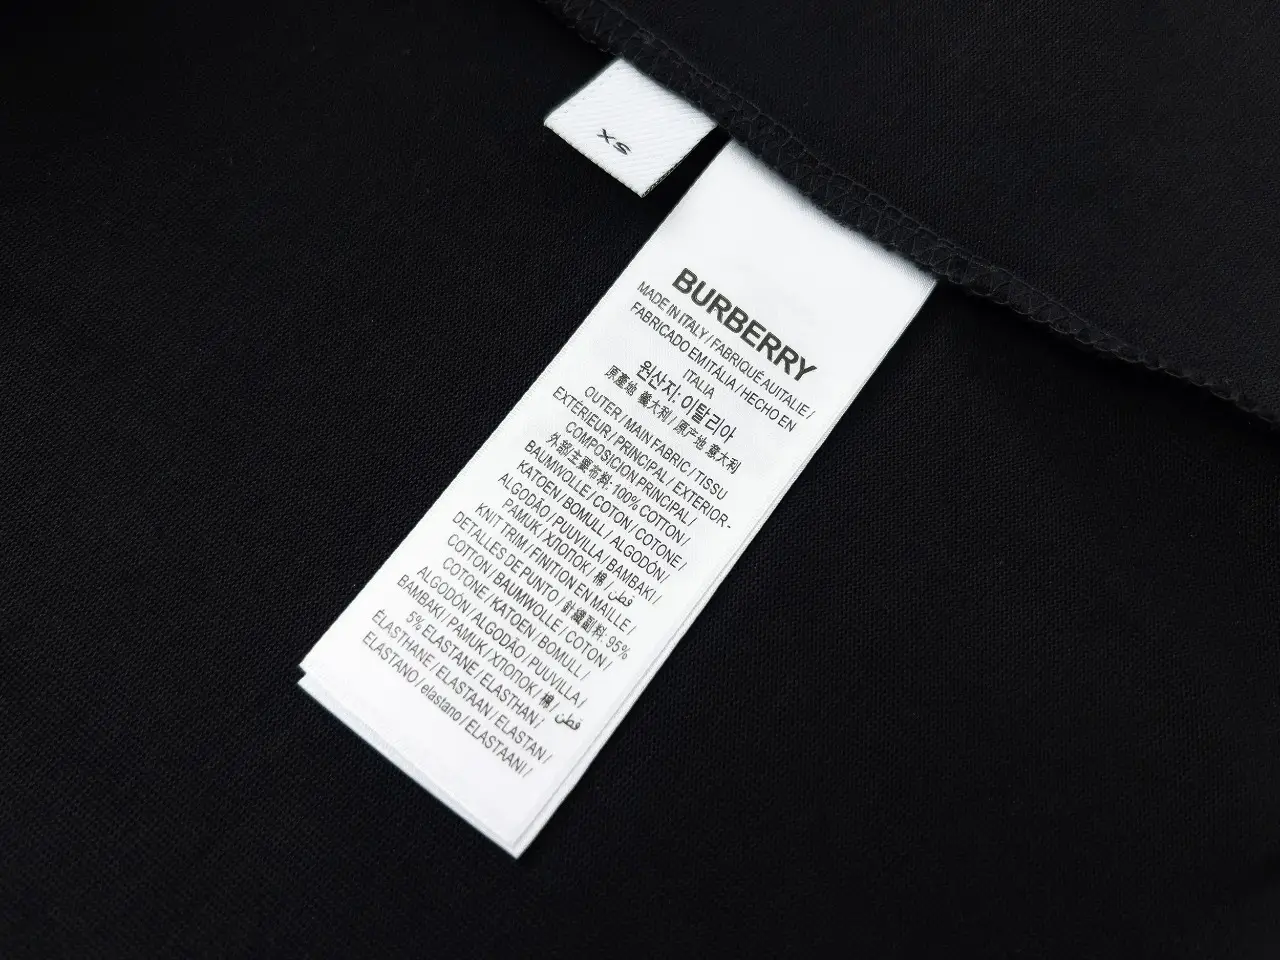 XS
BURBERRY
MADE IN ITALY / FABRIQUÉ AU ITALIE /
FABRICADO EM ITÁLIA / HECHO EN
ITALIA
원산지: 이탈리아
原產地 義大利 / 原产地 意大利
OUTER / MAIN FABRIC / TISSU
EXTÉRIEUR / PRINCIPAL / EXTERIOR-
COMPOSICION PRINCIPAL /
外部/主要布料: 100% COTTON /
BAUMWOLLE / COTON / COTONE /
KATOEN / BOMULL / ALGODÓN /
ALGODÃO / PUUVILLA / BAMBAKI /
PAMUK / ХЛОПОК / 棉 / قطن
KNIT TRIM / FINITION EN MAILLE /
DETALLES DE PUNTO / 針織副料: 95%
COTTON / BAUMWOLLE / COTON /
COTONE / KATOEN / BOMULL /
ALGODÓN / ALGODÃO / PUUVILLA /
BAMBAKI / PAMUK / ХЛОПОК / 棉 / قطن
5% ELASTANE / ELASTHAN /
ÉLASTHANE / ELASTAAN / ELASTAN /
ELASTANO / elastano / ELASTAANI /